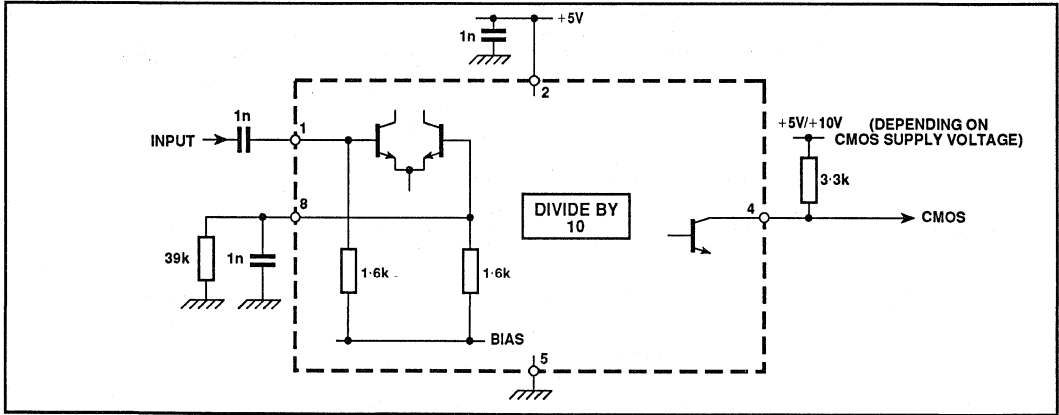 +5V
1n
2
1n
INPUT
1
+5V/+10V
(DEPENDING ON
CMOS SUPPLY VOLTAGE)
3·3k
8
DIVIDE BY
10
4
CMOS
39k
1n
1·6k
1·6k
BIAS
5